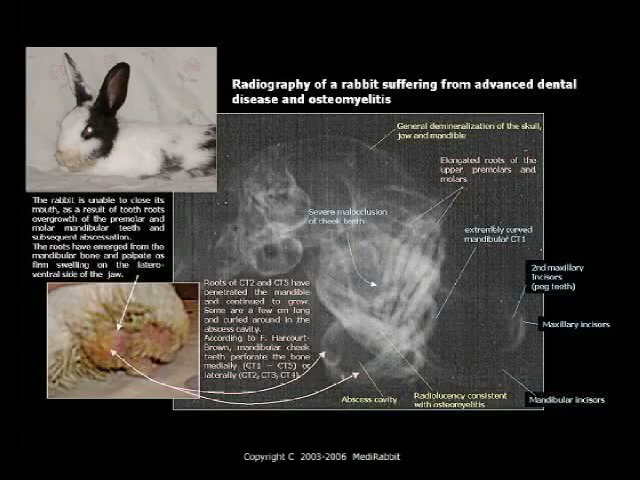 Radiography of a rabbit suffering from advanced dental
disease and osteomyelitis
General demineralization of the skull,
jaw and mandible
Elongated roots of the
upper premolars and
molars
The rabbit is unable to close its
mouth, as a result of tooth roots
overgrowth of the premolar and
molar mandibular teeth and
subsequent abscessation.
The roots have emerged from the
mandibular bone and palpate as
firm swelling on the latero-
ventral side of the jaw.
Severe malocclusion
of cheek teeth
extremely curved
mandibular CT1
2nd maxillary
Incisors
(peg teeth)
Roots of CT2 and CT5 have
penetrated the mandible
and continued to grow.
Some are a few cm long
and curled around in the
abscess cavity.
According to F. Harcourt-
Brown, mandibular cheek
teeth perforate the bone
medially (CT1 – CT5) or
laterally (CT2, CT3, CT4).
Maxillary incisors
Abscess cavity
Radiolucency consistent
with osteomyelitis
Mandibular incisors
Copyright C 2003-2006 MediRabbit